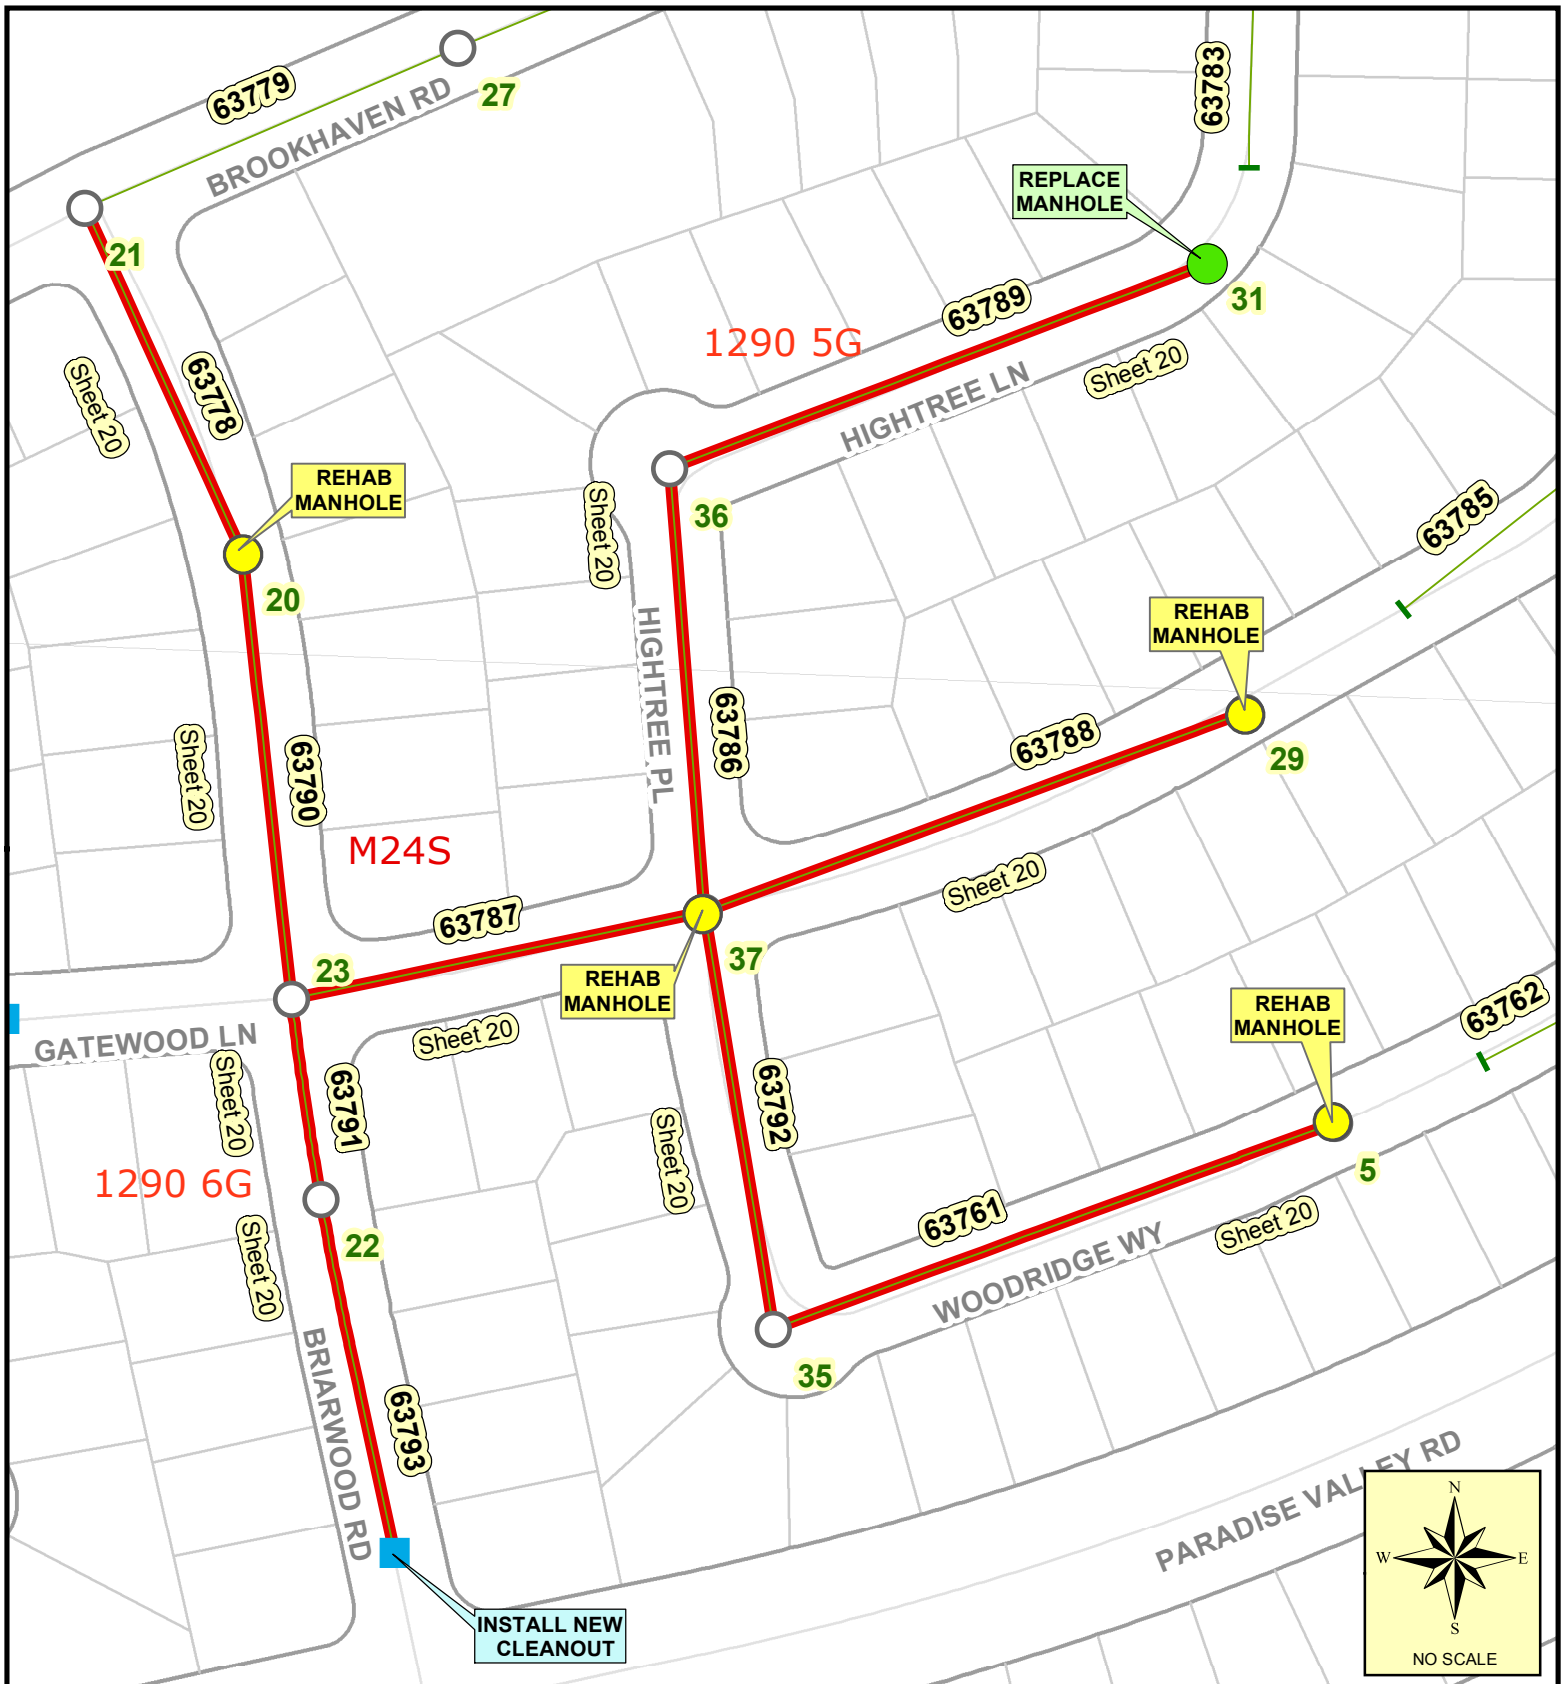 63779
27
BROOKHAVEN RD
63783
REPLACE
MANHOLE
21
31
63789
1290 5G
Sheet 20
63778
Sheet 20
HIGHTREE LN
REHAB
MANHOLE
36
Sheet 20
63785
20
REHAB
MANHOLE
HIGHTREE PL
63786
63788
29
Sheet 20
63790
M24S
Sheet 20
63787
37
23
REHAB
MANHOLE
GATEWOOD LN
Sheet 20
REHAB
MANHOLE
63762
Sheet 20
63791
63792
Sheet 20
5
1290 6G
63761
Sheet 20
22
Sheet 20
WOODRIDGE WY
35
BRIARWOOD RD
63793
PARADISE VALLEY RD
INSTALL NEW
CLEANOUT
N
W
E
S
NO SCALE